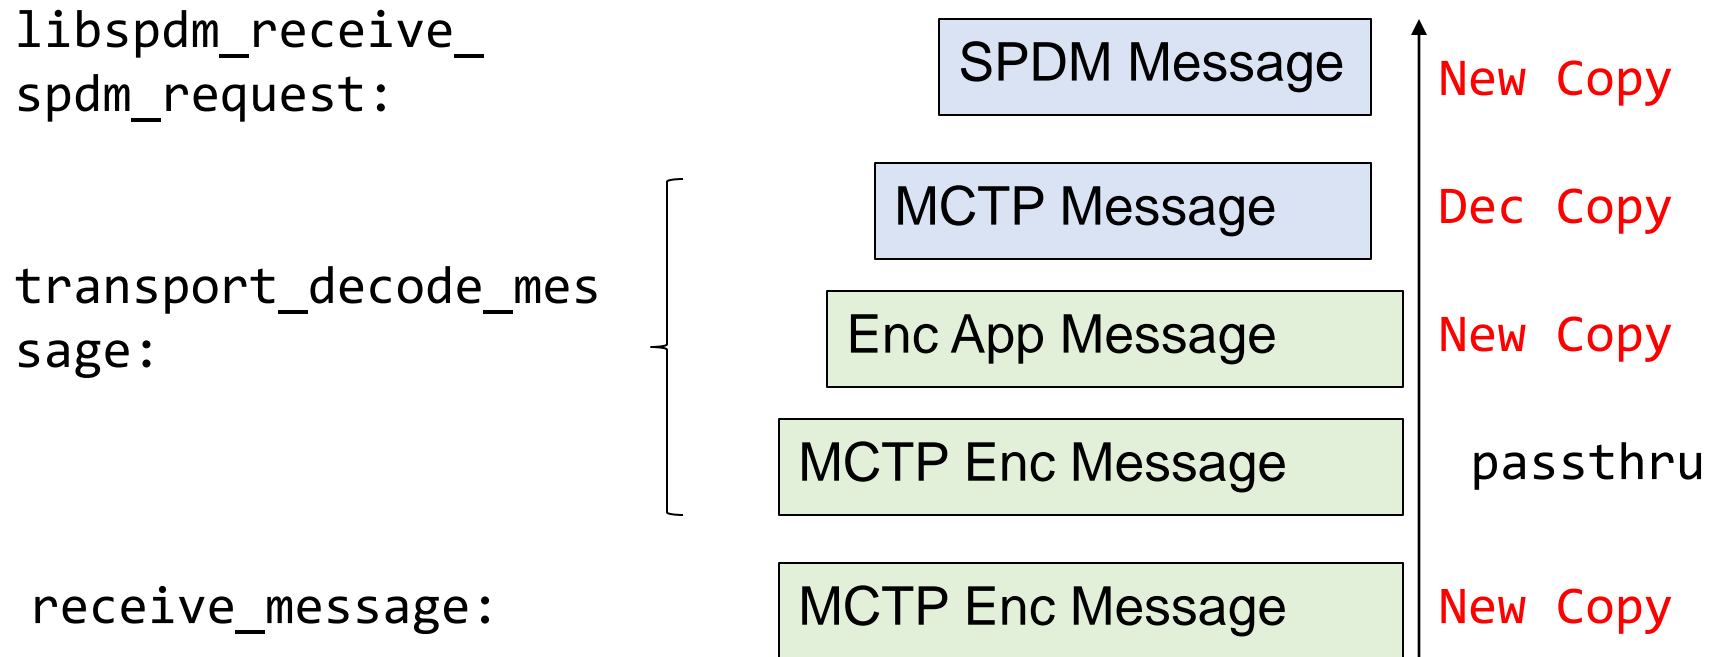 libspdm_receive_
spdm_request:
SPDM Message
New Copy
MCTP Message
Dec Copy
transport_decode_mes
sage:
Enc App Message
New Copy
MCTP Enc Message
passthru
receive_message:
MCTP Enc Message
New Copy